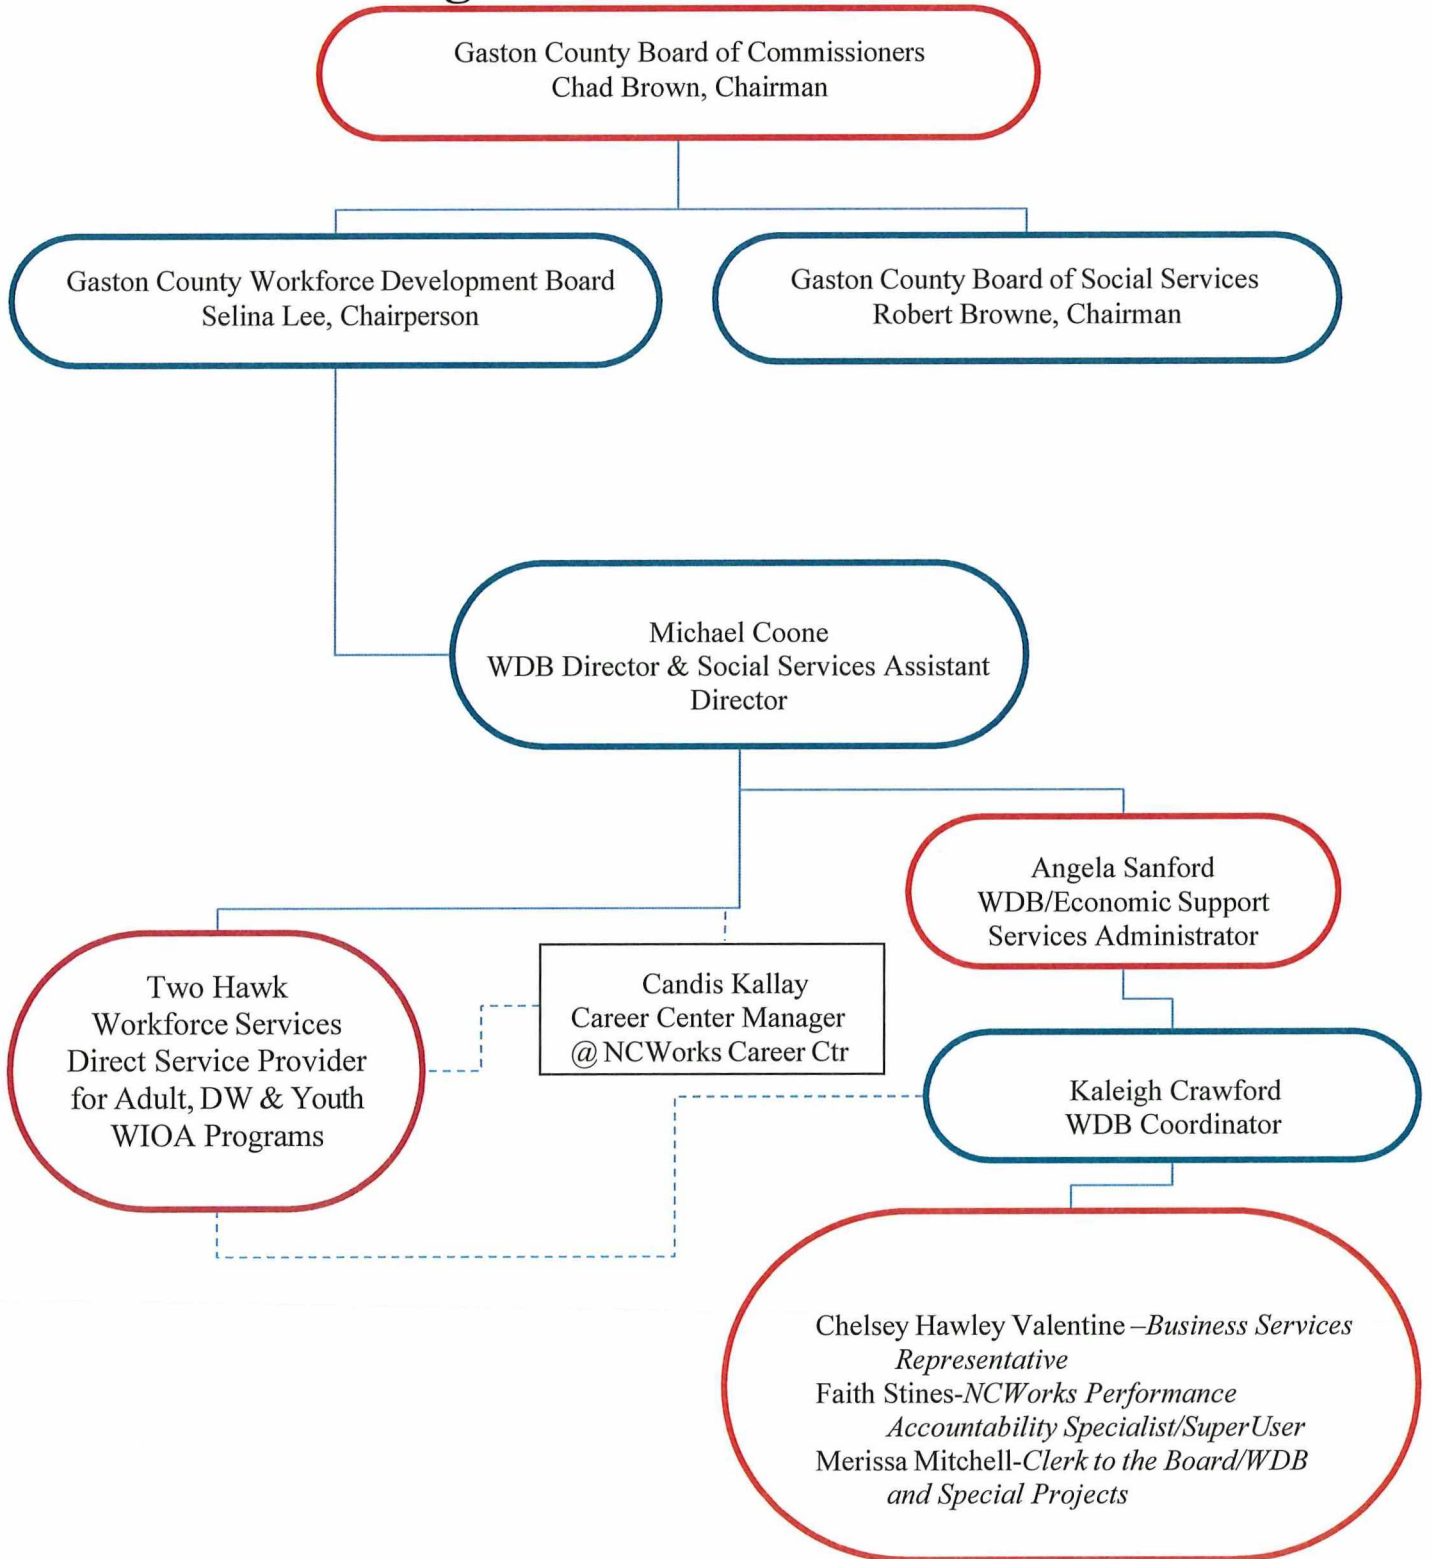 Gaston County Board of Commissioners
Chad Brown, Chairman
Gaston County Workforce Development Board
Selina Lee, Chairperson
Gaston County Board of Social Services
Robert Browne, Chairman
Michael Coone
WDB Director & Social Services Assistant
Director
Angela Sanford
WDB/Economic Support
Services Administrator
Two Hawk
Workforce Services
Direct Service Provider
for Adult, DW & Youth
WIOA Programs
Candis Kallay
Career Center Manager
@ NCWorks Career Ctr
Kaleigh Crawford
WDB Coordinator
Chelsey Hawley Valentine –Business Services
Representative
Faith Stines-NCWorks Performance
Accountability Specialist/SuperUser
Merissa Mitchell-Clerk to the Board/WDB
and Special Projects